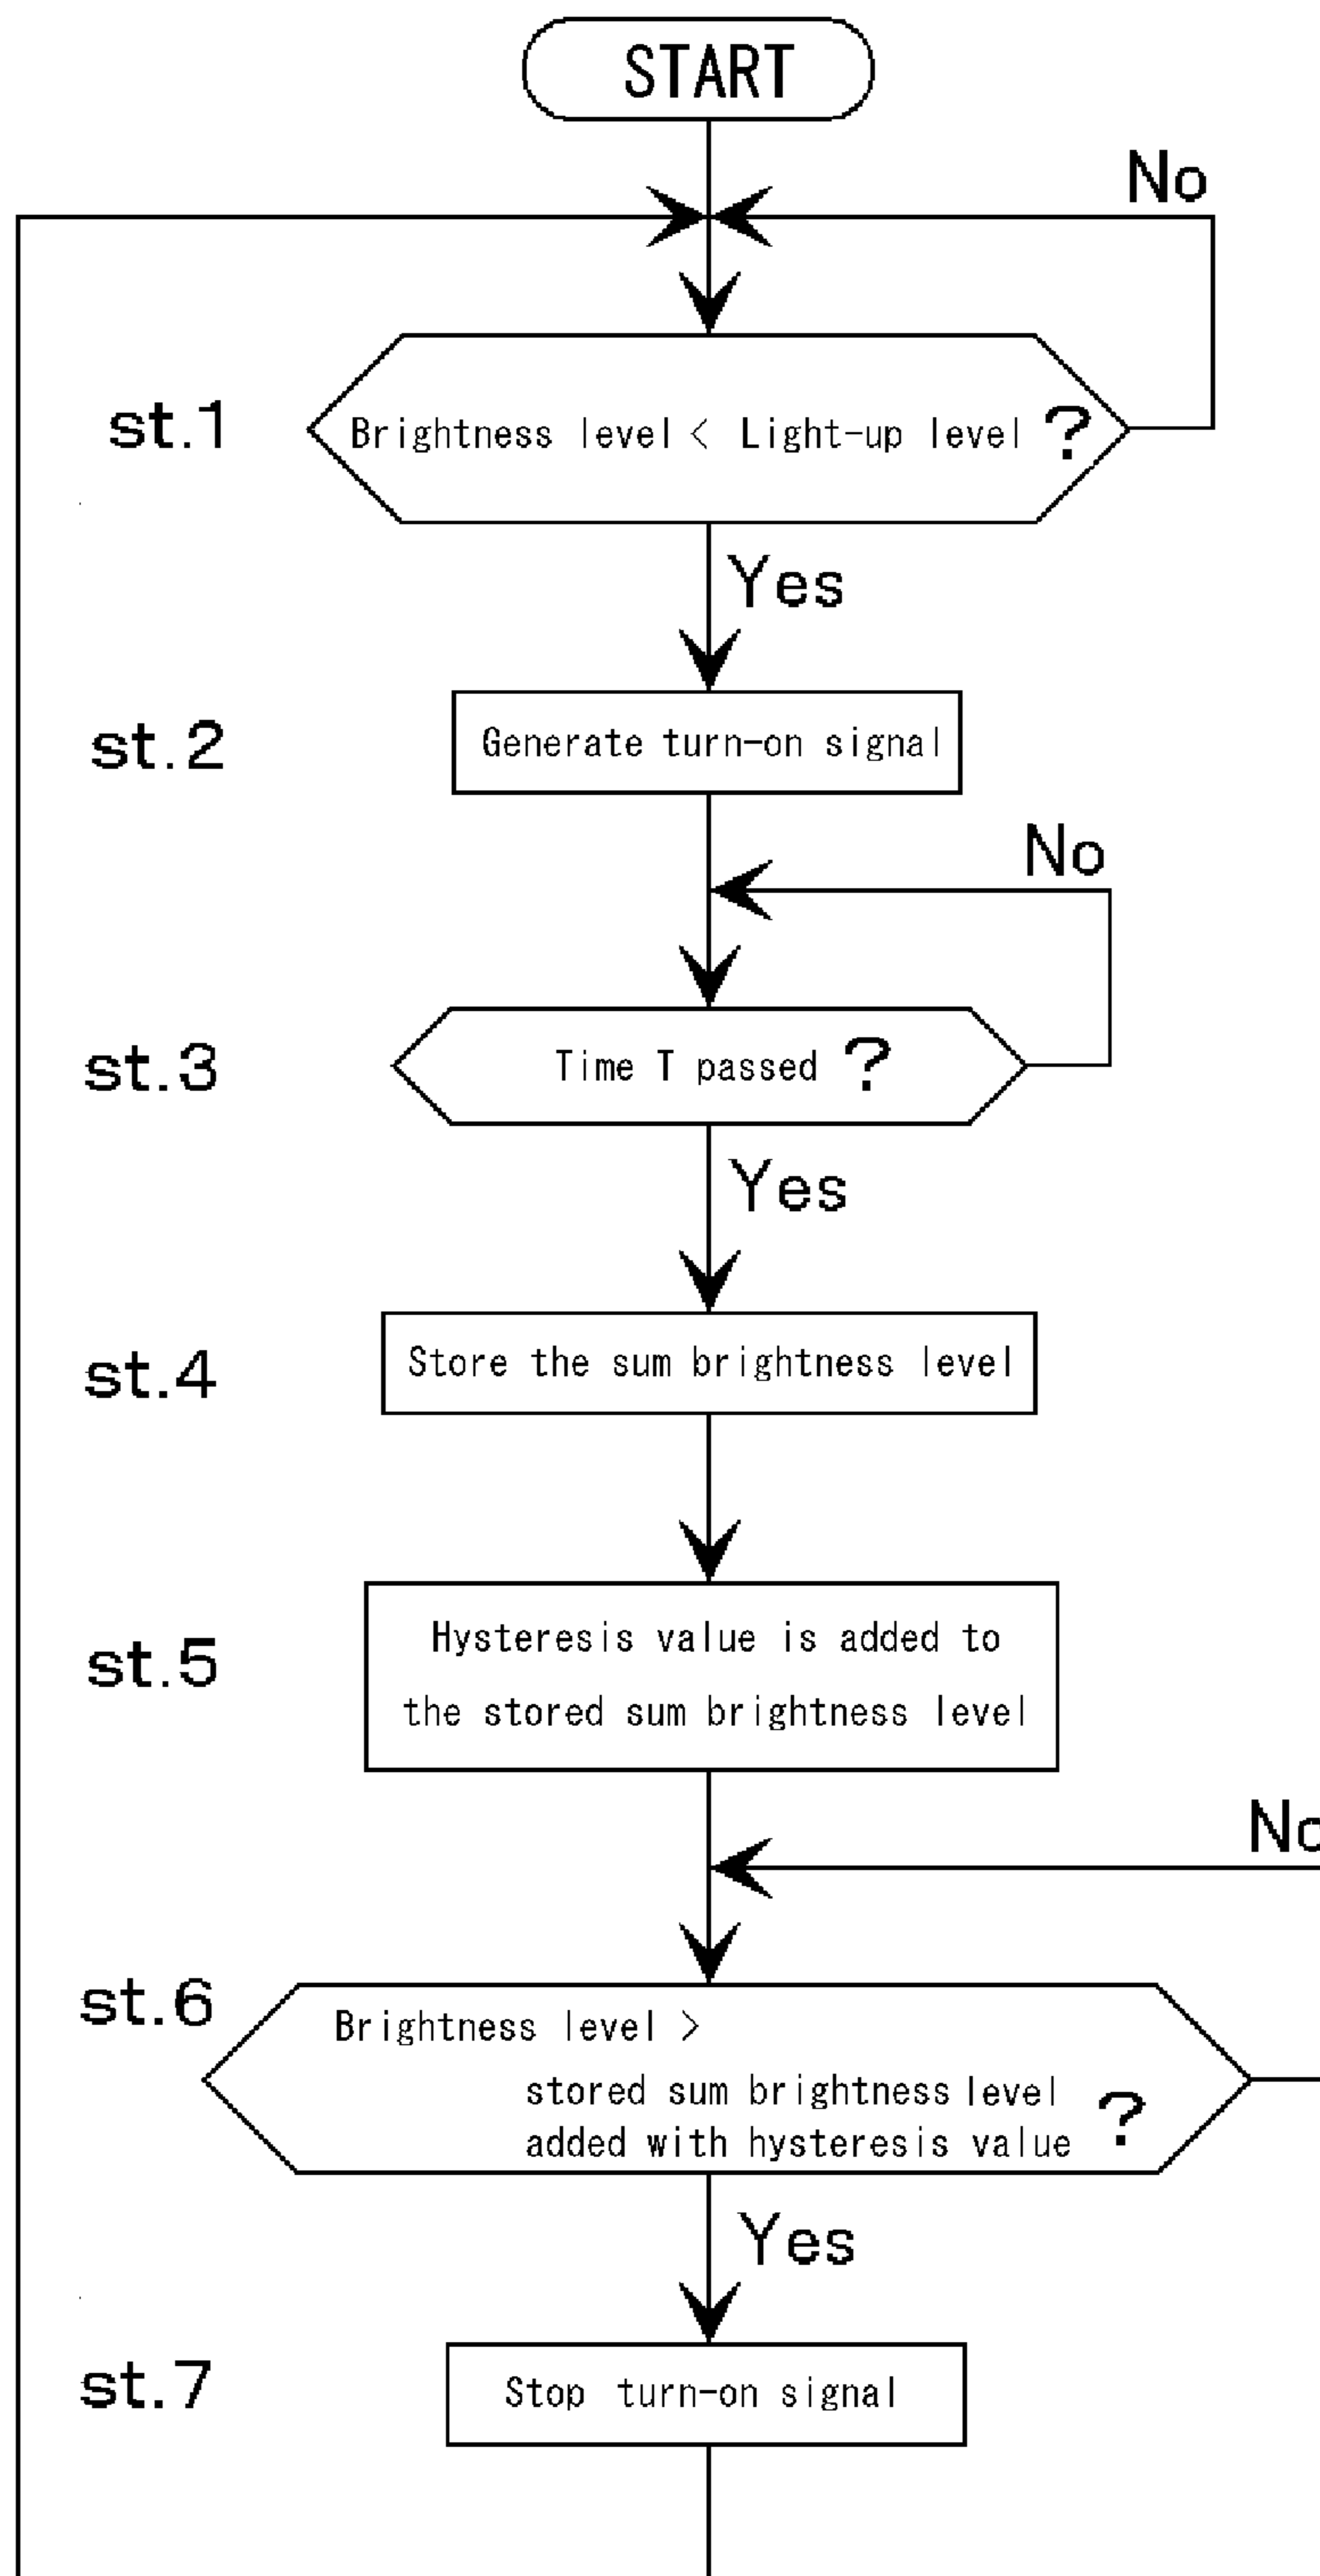 START
No
st.1
Brightness level < Light-up level ?
Yes
st.2
Generate turn-on signal
No
st.3
Time T passed ?
Yes
st.4
Store the sum brightness level
st.5
Hysteresis value is added to
the stored sum brightness level
No
st.6
Brightness level >
stored sum brightness level
added with hysteresis value ?
Yes
st.7
Stop turn-on signal